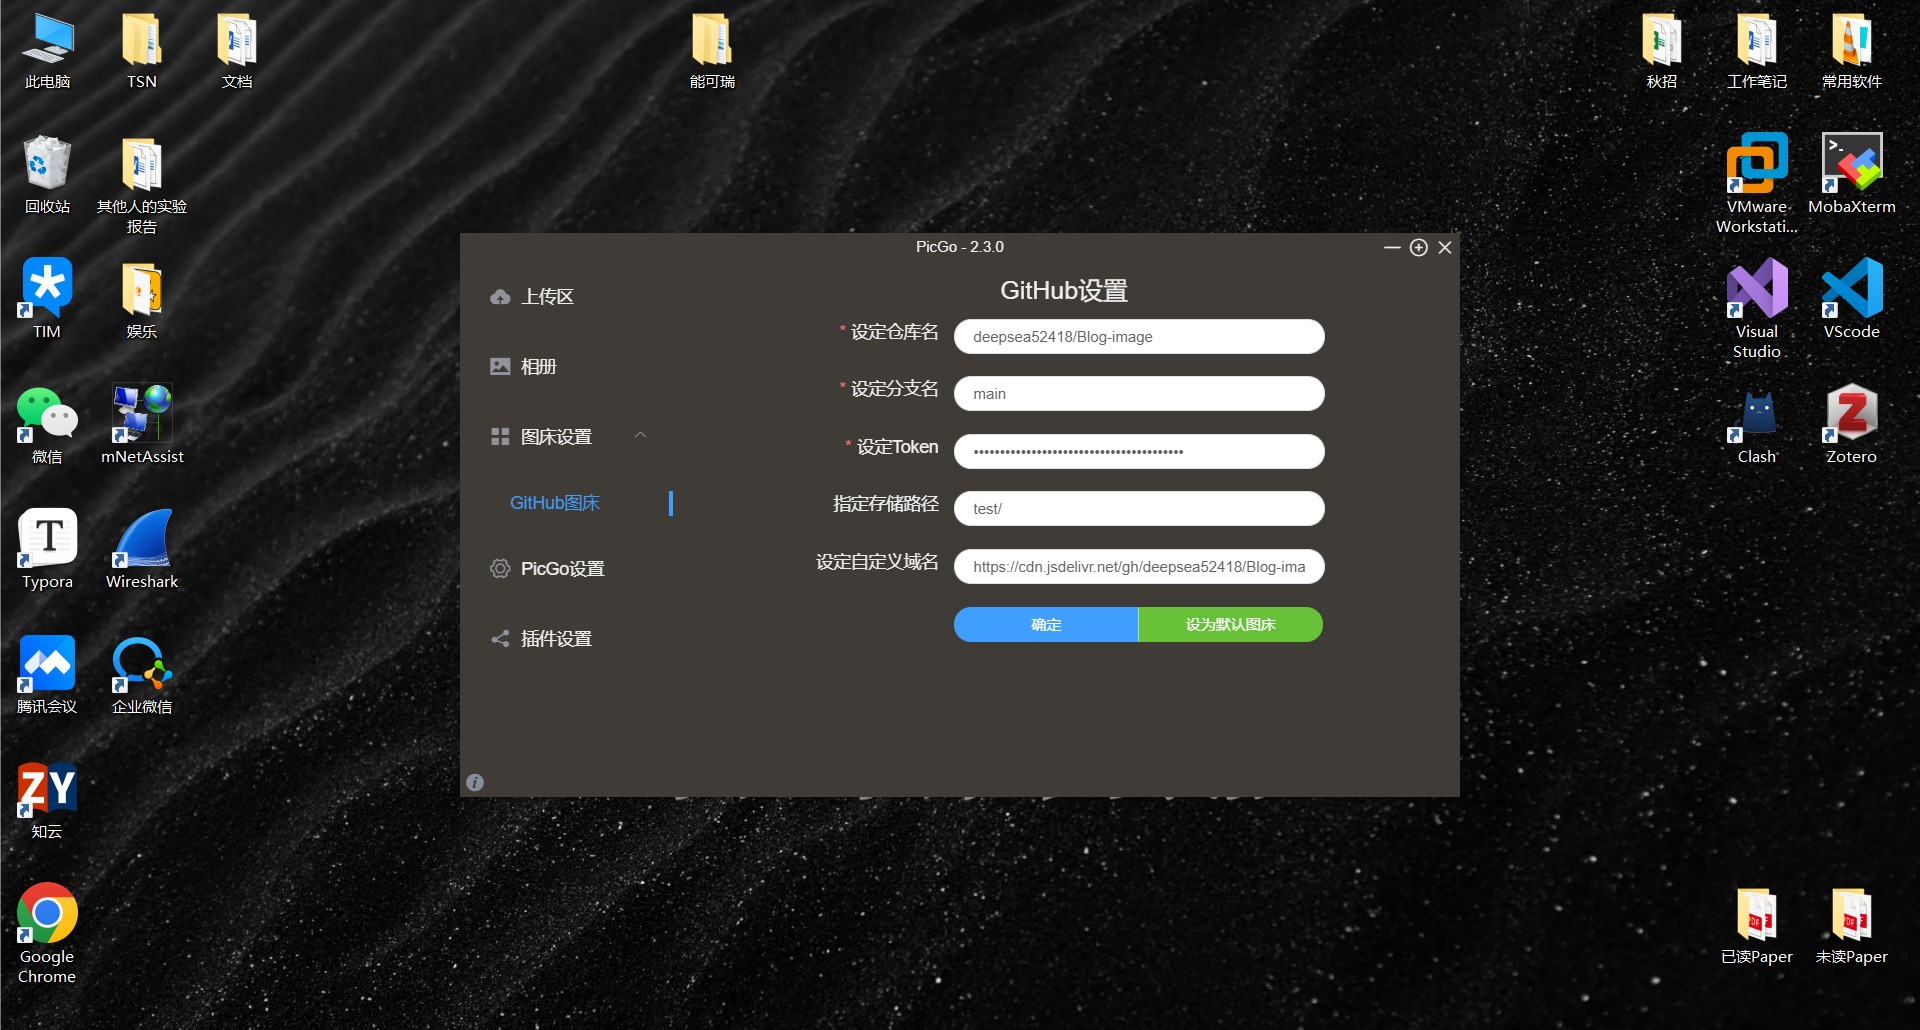 此电脑
TSN
文档
能可瑞
秋招
工作笔记
常用软件
回收站
其他人的实验
报告
VMware
Workstati...
MobaXterm
TIM
娱乐
Visual
Studio
VScode
微信
mNetAssist
Clash
Zotero
Typora
Wireshark
腾讯会议
企业微信
知云
Google
Chrome
已读Paper
未读Paper
PicGo - 2.3.0
上传区
相册
图床设置
GitHub图床
PicGo设置
插件设置
GitHub设置
* 设定仓库名
deepsea52418/Blog-image
* 设定分支名
main
* 设定Token
指定存储路径
test/
设定自定义域名
https://cdn.jsdelivr.net/gh/deepsea52418/Blog-ima
确定
设为默认图床